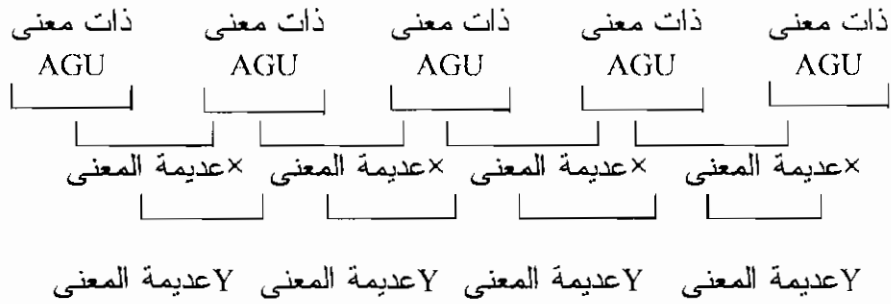 ذات معنى ذات معنى ذات معنى ذات معنى ذات معنى
AGU AGU AGU AGU AGU
×عديمة المعنى ×عديمة المعنى ×عديمة المعنى ×عديمة المعنى
Yعديمة المعنى Yعديمة المعنى Yعديمة المعنى Yعديمة المعنى